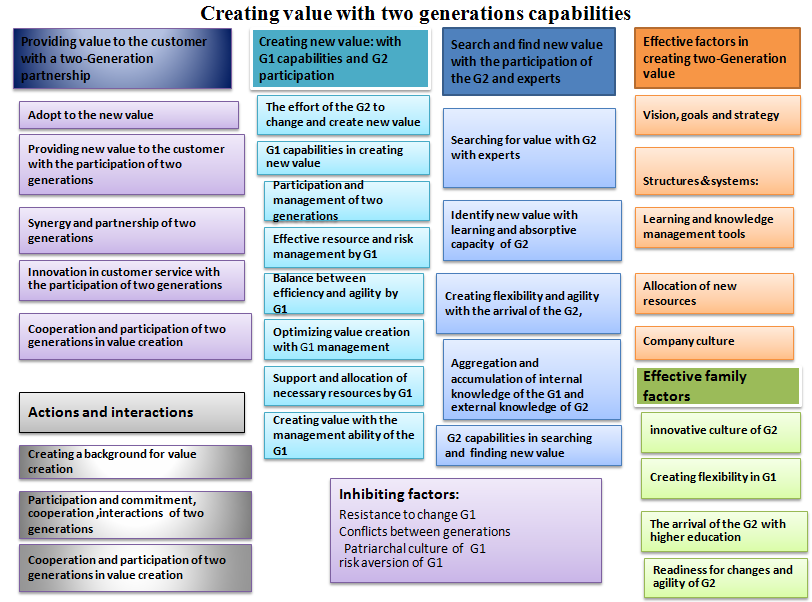 Creating value with two generations capabilities
Providing value to the customer
with a two-Generation
partnership
Adopt to the new value
Providing new value to the customer
with the participation of two
generations
Synergy and partnership of two
generations
Innovation in customer service with
the participation of two generations
Cooperation and participation of two
generations in value creation
Actions and interactions
Creating a background for value
creation
Participation and commitment,
cooperation ,interactions of two
generations
Cooperation and participation of two
generations in value creation
Creating new value: with
G1 capabilities and G2
participation
The effort of the G2 to
change and create new value
G1 capabilities in creating
new value
Participation and
management of two
generations
Effective resource and risk
management by G1
Balance between
efficiency and agility by
G1
Optimizing value creation
with G1 management
Support and allocation of
necessary resources by G1
Creating value with the
management ability of the
G1
Search and find new value
with the participation of
the G2 and experts
Searching for value with G2
with experts
Identify new value with
learning and absorptive
capacity of G2
Creating flexibility and agility
with the arrival of the G2,
Aggregation and
accumulation of internal
knowledge of the G1 and
external knowledge of G2
G2 capabilities in searching
and finding new value
Inhibiting factors:
Resistance to change G1
Conflicts between generations
Patriarchal culture of G1
risk aversion of G1
Effective factors in
creating two-Generation
value
Vision, goals and strategy
Structures&systems:
Learning and knowledge
management tools
Allocation of new
resources
Company culture
Effective family
factors
innovative culture of G2
Creating flexibility in G1
The arrival of the G2 with
higher education
Readiness for changes and
agility of G2